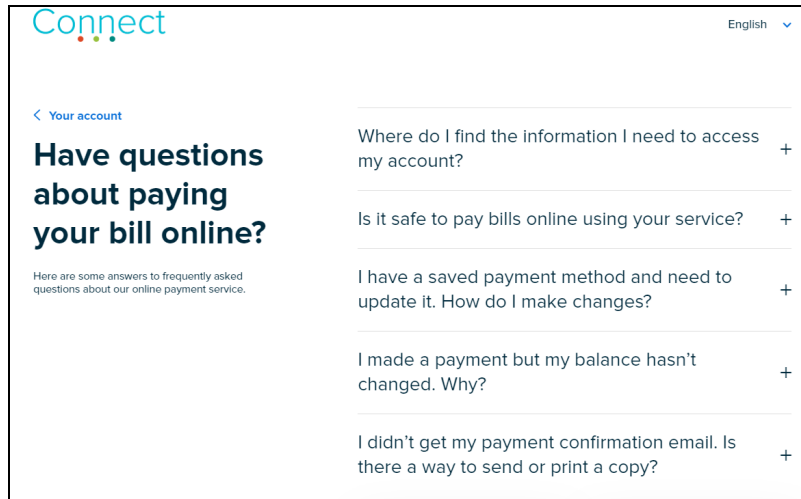 Connect
English
Your account
Have questions
about paying
your bill online?
Here are some answers to frequently asked
questions about our online payment service.
Where do I find the information I need to access
my account?
Is it safe to pay bills online using your service?
I have a saved payment method and need to
update it. How do I make changes?
I made a payment but my balance hasn’t
changed. Why?
I didn’t get my payment confirmation email. Is
there a way to send or print a copy?